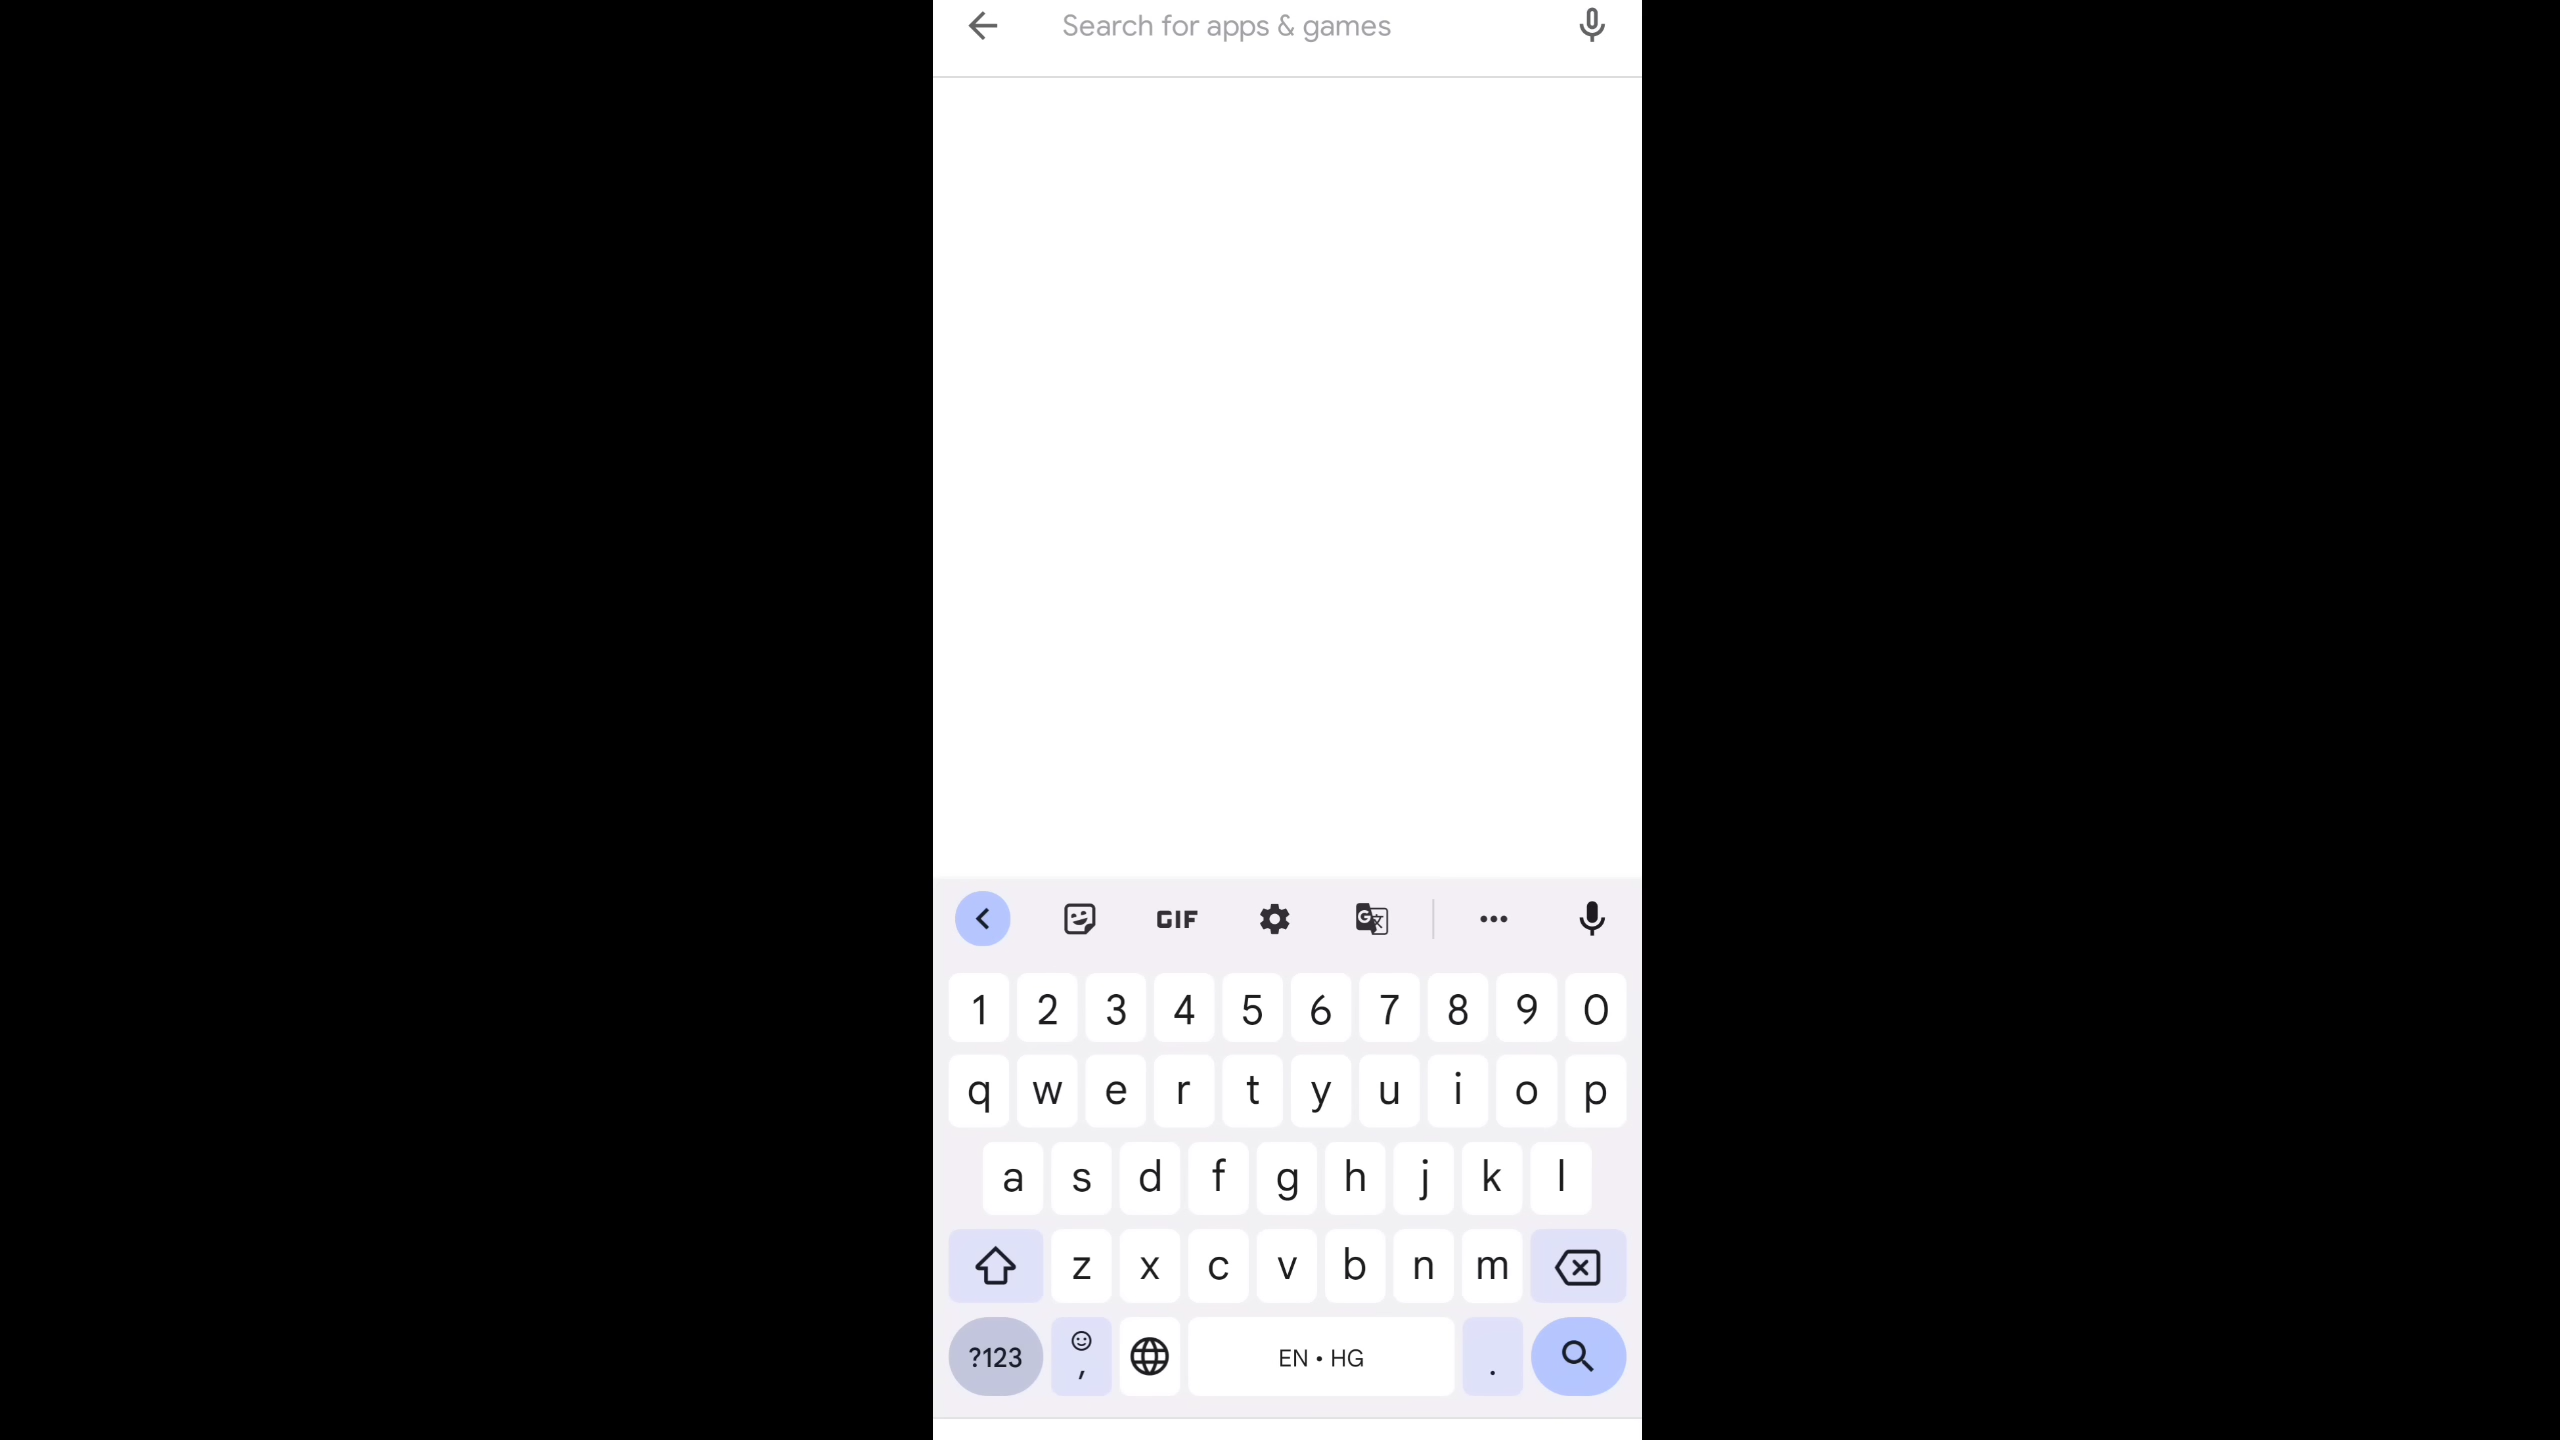 Search for apps & games
GIF
1 2 3 4 5 6 7 8 9 0
q w e r t y u i o p
a s d f g h j k l
z x c v b n m
?123 , EN • HG .